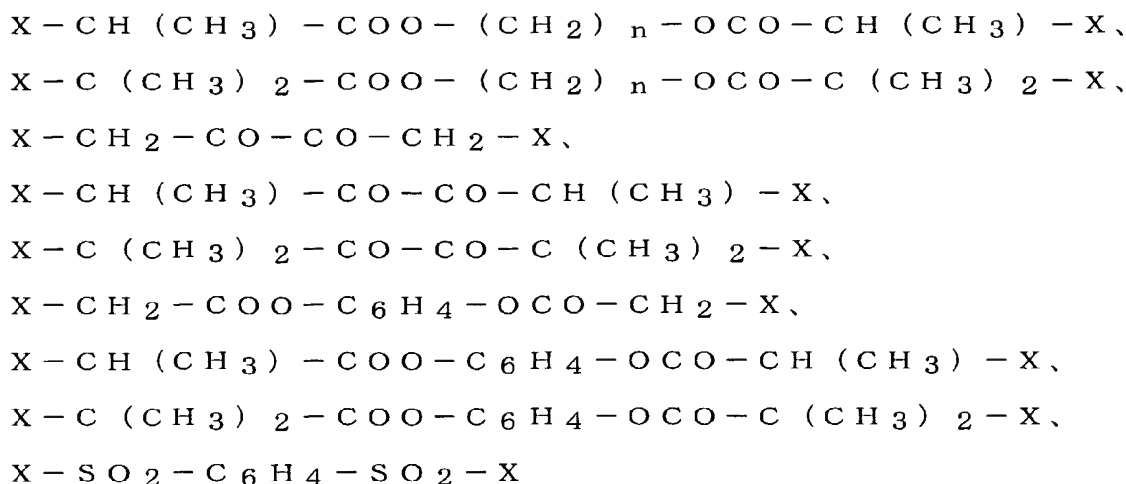 X－CH（CH3）－COO－（CH2）n－OCO－CH（CH3）－X、
X－C（CH3）2－COO－（CH2）n－OCO－C（CH3）2－X、
X－CH2－CO－CO－CH2－X、
X－CH（CH3）－CO－CO－CH（CH3）－X、
X－C（CH3）2－CO－CO－C（CH3）2－X、
X－CH2－COO－C6H4－OCO－CH2－X、
X－CH（CH3）－COO－C6H4－OCO－CH（CH3）－X、
X－C（CH3）2－COO－C6H4－OCO－C（CH3）2－X、
X－SO2－C6H4－SO2－X